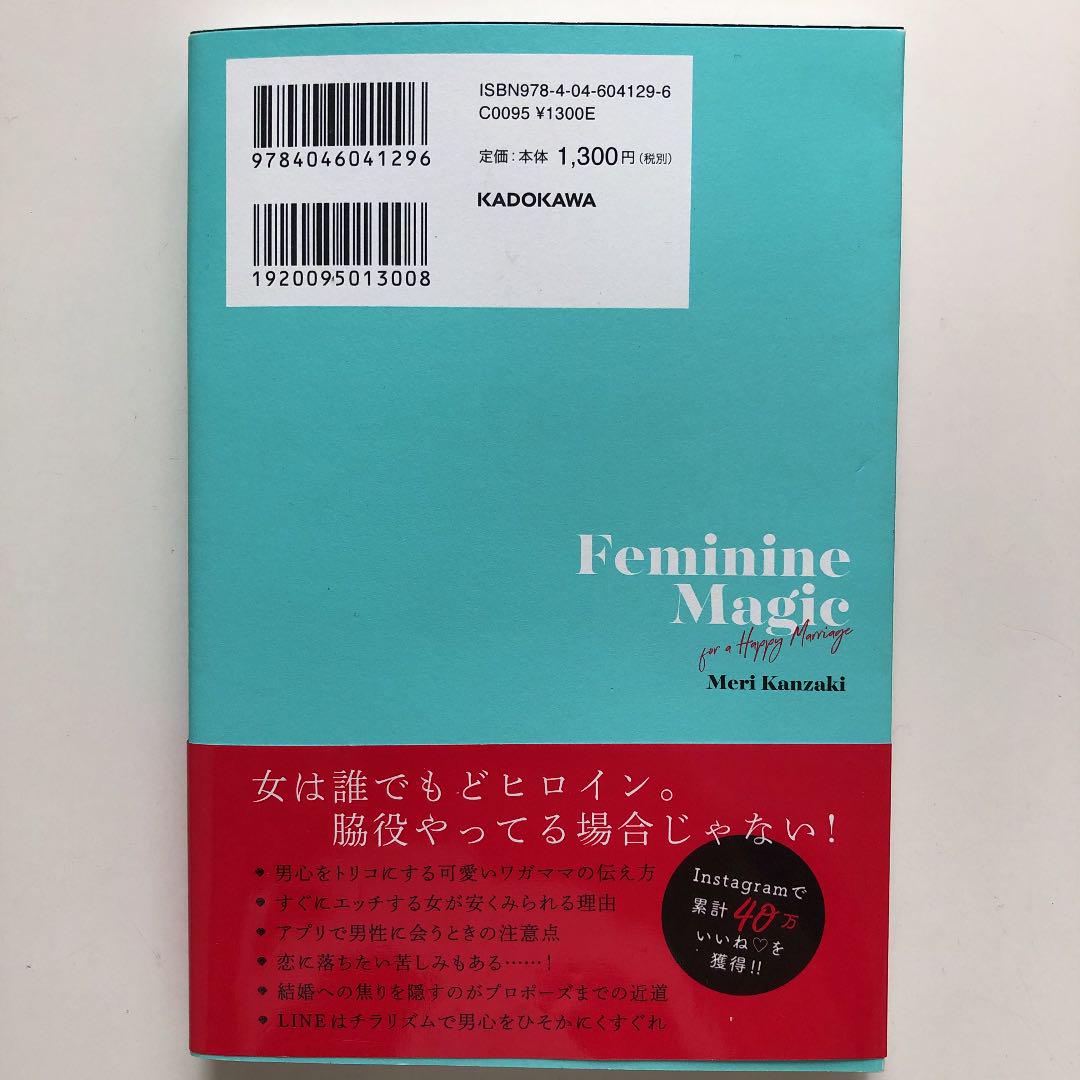 ISBN978-4-04-604129-6
C0095 ¥1300E
9784046041296
定価:本体 1,300円(税別)
KADOKAWA
1920095013008
Feminine
Magic
for a Happy Marriage
Meri Kanzaki
女は誰でもどヒロイン。
脇役やってる場合じゃない!
男心をトリコにする可愛いワガママの伝え方
すぐにエッチする女が安くみられる理由
アプリで男性に会うときの注意点
恋に落ちたい苦しみもある……!
結婚への焦りを隠すのがプロポーズまでの近道
LINEはチラリズムで男心をひそかにくすぐれ
Instagramで
累計40万
いいね♡を
獲得!!